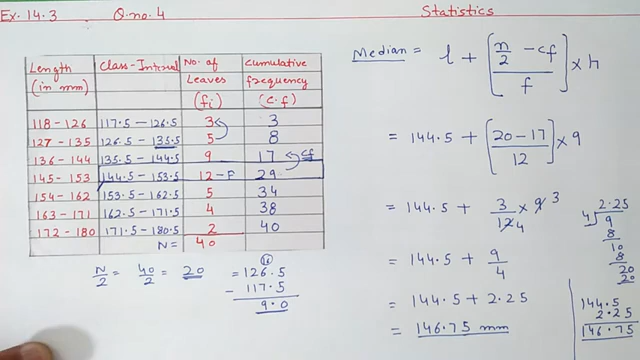 Ex. 14.3 Q.no. 4 Statistics
Length (in mm) Class-Interval No. of Leaves (fi) Cumulative frequency (c.f)
118-126 117.5-126.5 3 3
127-135 126.5-135.5 5 8
136-144 135.5-144.5 9 17 cf
145-153 144.5-153.5 12-F 29
154-162 153.5-162.5 5 34
163-171 162.5-171.5 4 38
172-180 171.5-180.5 2 40
N= 40
N/2 = 40/2 = 20
= 126.5
- 117.5
9.0
Median = l + [(n/2 - cf)/f] × h
= 144.5 + [(20-17)/12] × 9
= 144.5 + 3/12 4 × 9 3
= 144.5 + 9/4
= 144.5 + 2.25
= 146.75 mm
2.25
4√9
8
10
8
20
20
144.5
2.25
146.75